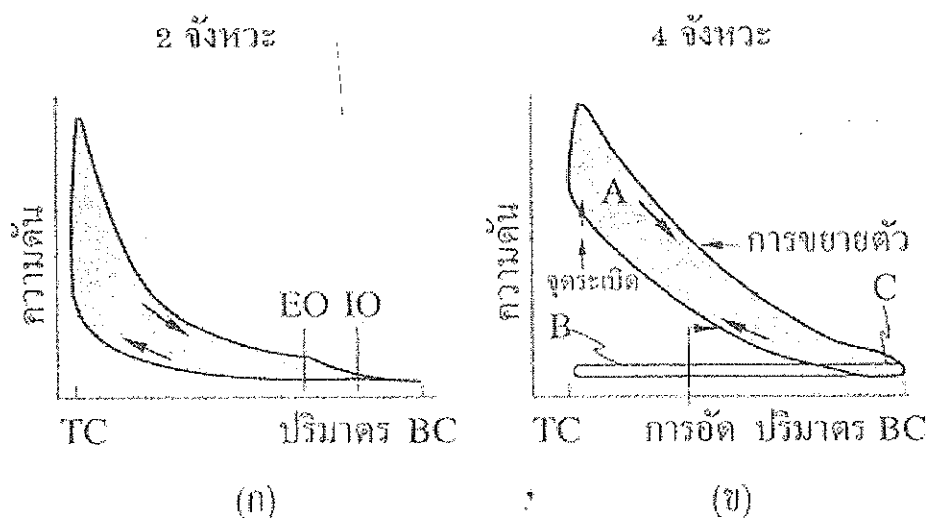 2 จังหวะ
4 จังหวะ
ความดัน
EO IO
TC
ปริมาตร BC
(ก)
ความดัน
A
การขยายตัว
จุดระเบิด
C
B
TC
การอัด ปริมาตร BC
(ข)